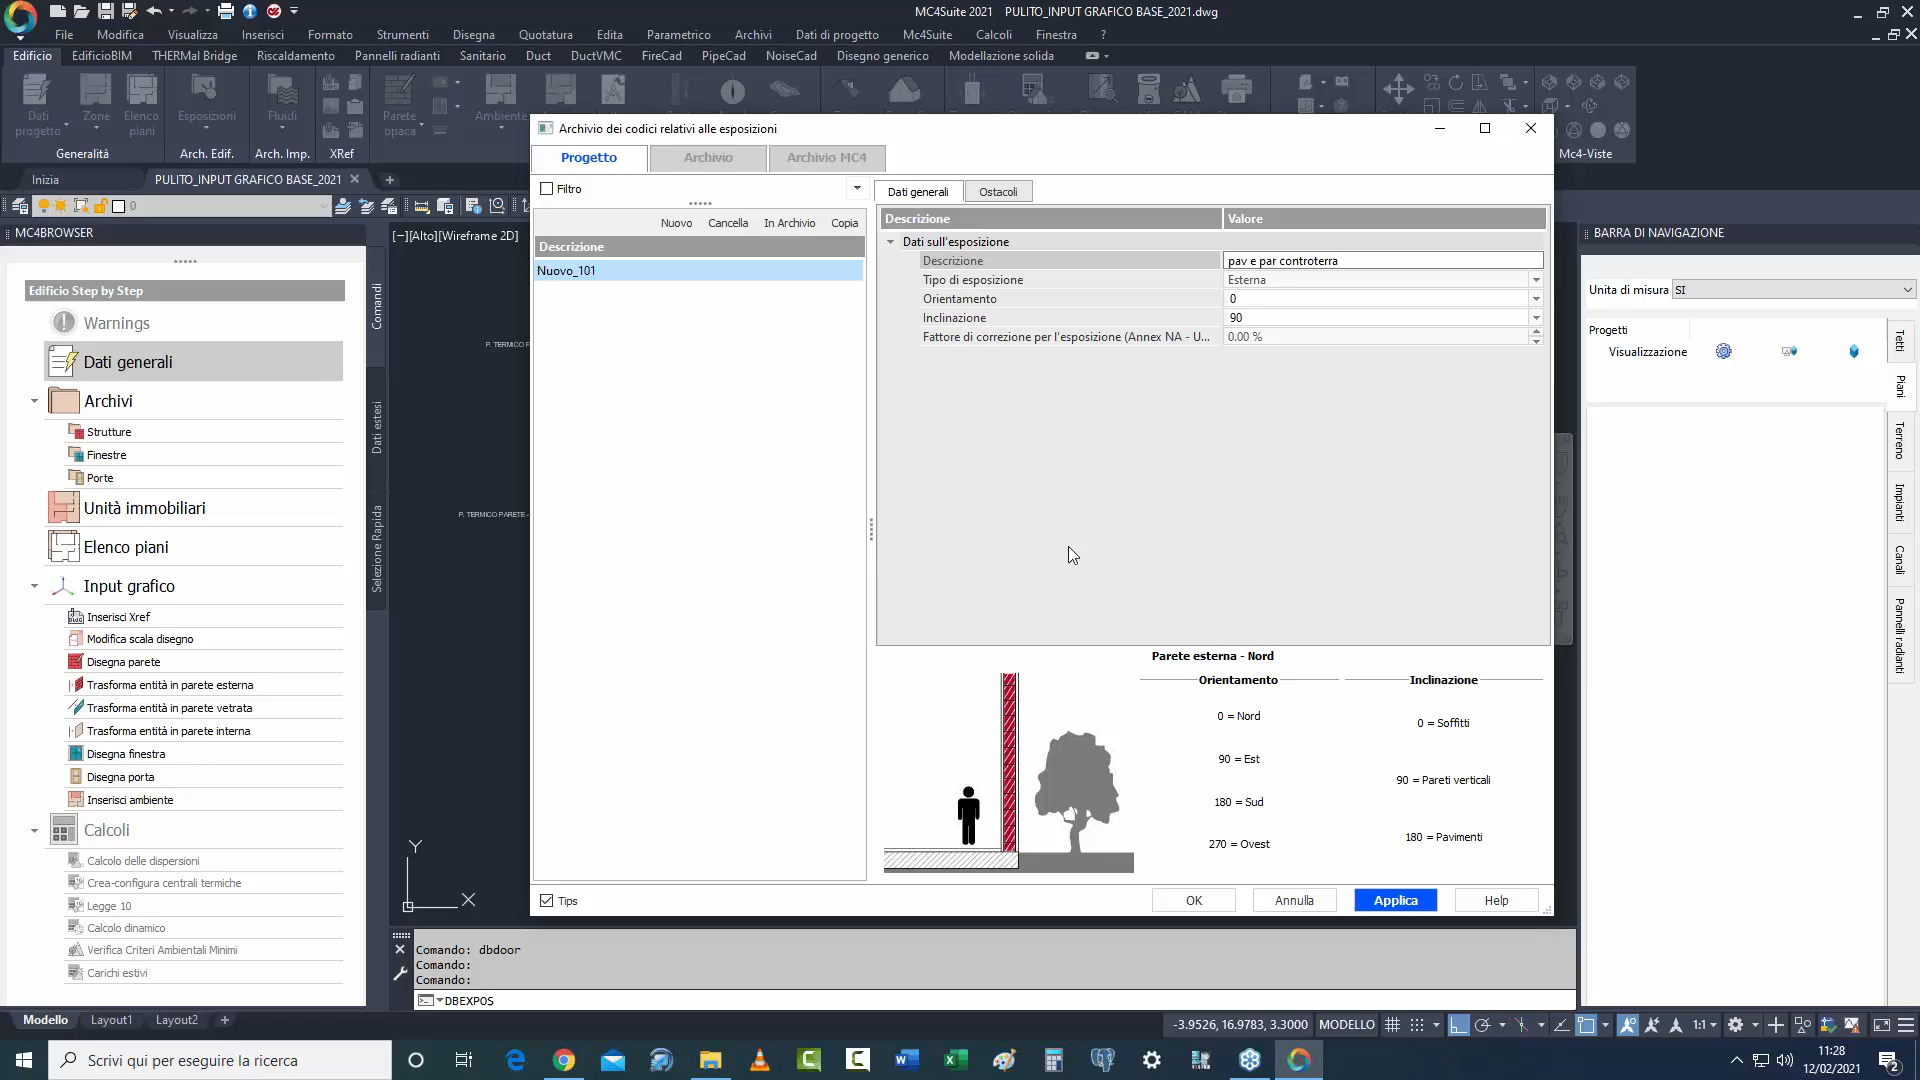 MC4Suite 2021 PULITO_INPUT GRAFICO BASE_2021.dwg
File Modifica Visualizza Inserisci Formato Strumenti Disegna Quotatura Edita Parametrico Archivi Di progetto Mc4Suite Calcoli Finestra ?
Edificio EdificioBIM THERMal Bridge Riscaldamento Pannelli radianti Sanitario Duct DuctVMC FireCad PipeCad NoiseCad Disegno generico Modellazione solida
Dati progetto Zone Elenco piani Esposizioni Fluidi Parete opaca Ambiente
Generalità Arch. Edif. Arch. Imp. XRef Mc4-Viste
Inizia PULITO_INPUT GRAFICO BASE_2021
0
MC4BROWSER
[−][Alto][Wireframe 2D]
Edificio Step by Step
Warnings
Dati generali
Archivi
Strutture
Finestre
Porte
Unità immobiliari
Elenco piani
Input grafico
Inserisci Xref
Modifica scala disegno
Disegna parete
Trasforma entità in parete esterna
Trasforma entità in parete vetrata
Trasforma entità in parete interna
Disegna finestra
Disegna porta
Inserisci ambiente
Calcoli
Calcolo delle dispersioni
Crea-configura centrali termiche
Legge 10
Calcolo dinamico
Verifica Criteri Ambientali Minimi
Carichi estivi
Comandi
Dati estesi
Selezione Rapida
P. TERMICO P
P. TERMICO PARETE -
Y
X
Archivio dei codici relativi alle esposizioni
Progetto Archivio Archivio MC4
Filtro
Nuovo Cancella In Archivio Copia
Descrizione
Nuovo_101
Dati generali Ostacoli
Descrizione Valore
Dati sull'esposizione
Descrizione pav e par controterra
Tipo di esposizione Esterna
Orientamento 0
Inclinazione 90
Fattore di correzione per l'esposizione (Annex NA - U... 0.00 %
Parete esterna - Nord
Orientamento Inclinazione
0 = Nord
90 = Est
180 = Sud
270 = Ovest
0 = Soffitti
90 = Pareti verticali
180 = Pavimenti
Tips OK Annulla Applica Help
Comando: dbdoor
Comando:
Comando:
DBEXPOS
BARRA DI NAVIGAZIONE
Unita di misura SI
Progetti
Visualizzazione
Tetti
Piani
Terreno
Impianti
Canali
Pannelli radianti
Modello Layout1 Layout2 +
-3.9526, 16.9783, 3.3000 MODELLO 1:1
Scrivi qui per eseguire la ricerca
11:28
12/02/2021
2